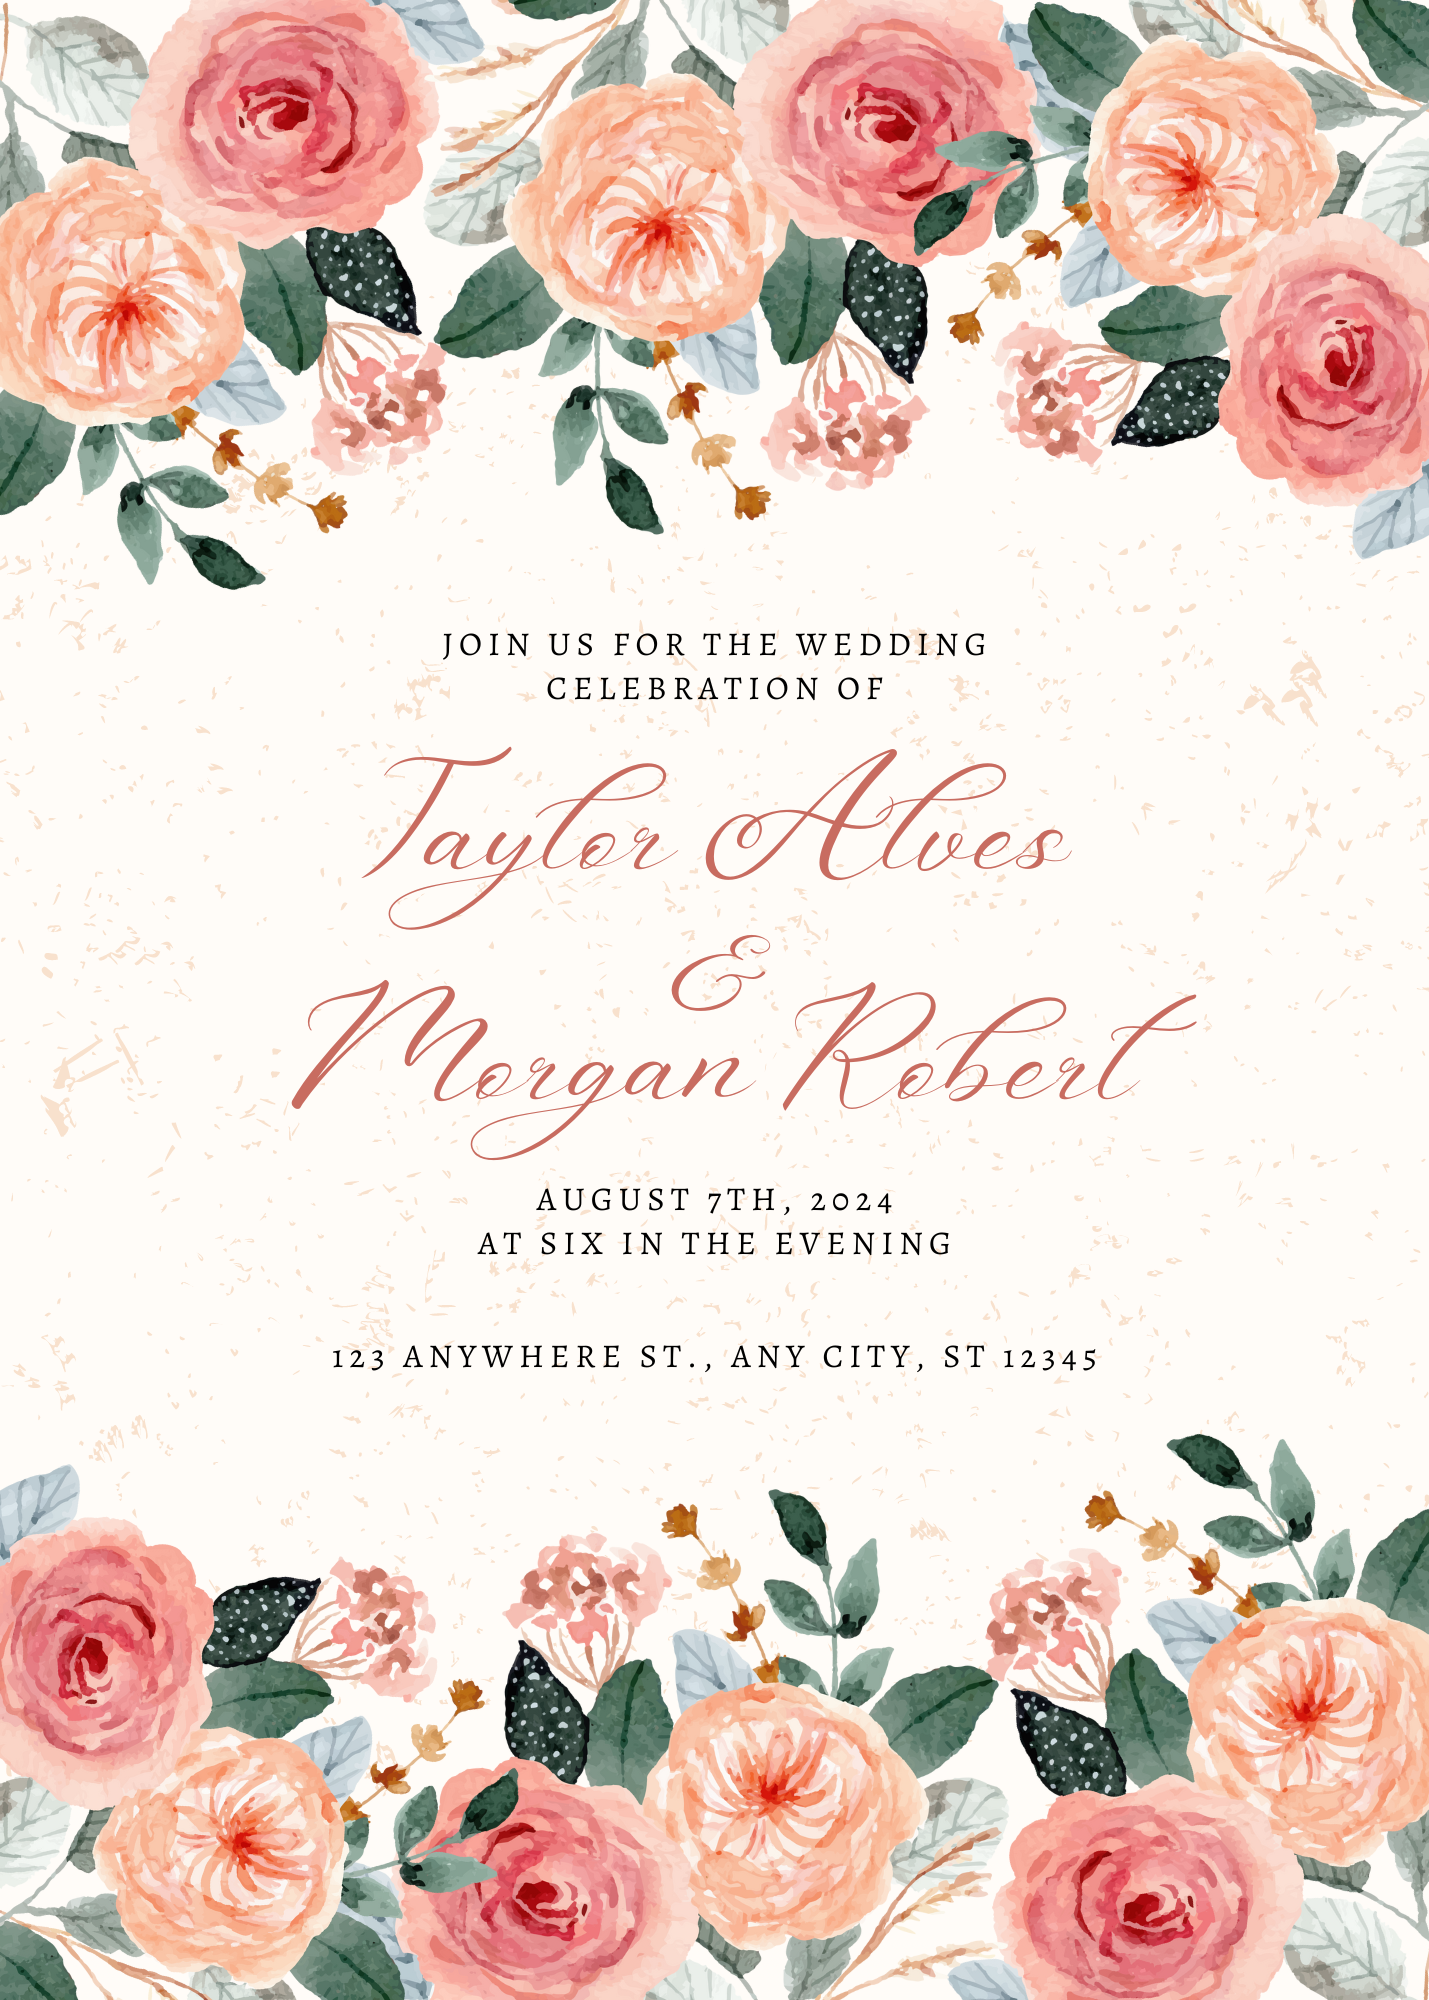 JOIN US FOR THE WEDDING
CELEBRATION OF
Taylor Alves
&
Morgan Robert
AUGUST 7TH, 2024
AT SIX IN THE EVENING
123 ANYWHERE ST., ANY CITY, ST 12345